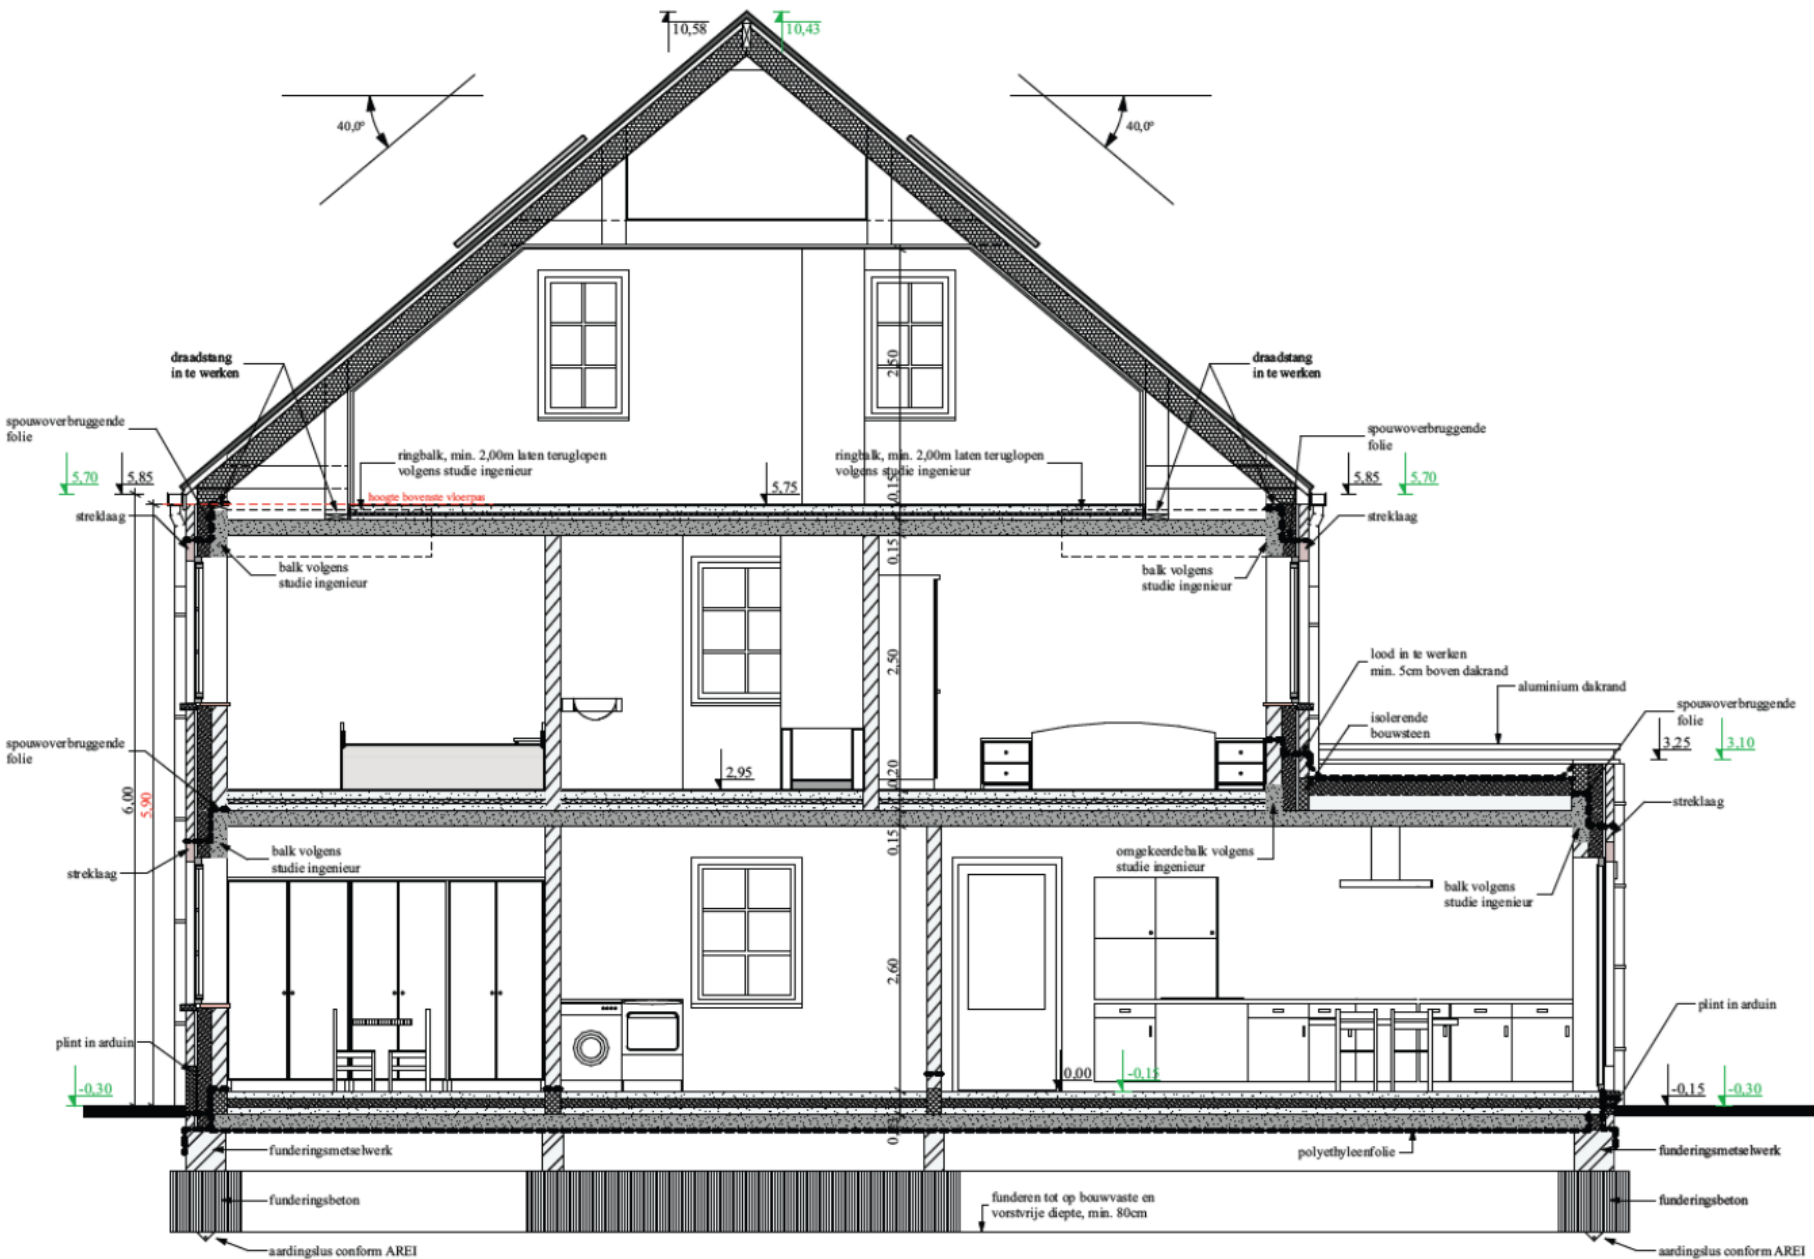 10,58
10,43
40,0°
40,0°
draadstang
in te werken
2,50
draadstang
in te werken
spouwoverbruggende
folie
ringbalk, min. 2,00m laten teruglopen
volgens studie ingenieur
ringbalk, min. 2,00m laten teruglopen
volgens studie ingenieur
spouwoverbruggende
folie
5,70
5,85
hoogte bovenste vloerpas
5,75
0,15
5,85
5,70
streklaag
streklaag
balk volgens
studie ingenieur
0,15
balk volgens
studie ingenieur
2,50
lood in te werken
min. 5cm boven dakrand
aluminium dakrand
spouwoverbruggende
folie
isolerende
bouwsteen
spouwoverbruggende
folie
3,25
3,10
2,95
0,20
6,00
5,90
streklaag
balk volgens
studie ingenieur
0,15
omgekeerdebalk volgens
studie ingenieur
streklaag
balk volgens
studie ingenieur
2,60
plint in arduin
plint in arduin
-0,30
0,00
-0,15
-0,15
-0,30
funderingsmetselwerk
polyethyleenfolie
funderingsmetselwerk
funderingsbeton
funderen tot op bouwvaste en
vorstvrije diepte, min. 80cm
funderingsbeton
aardingslus conform AREI
aardingslus conform AREI